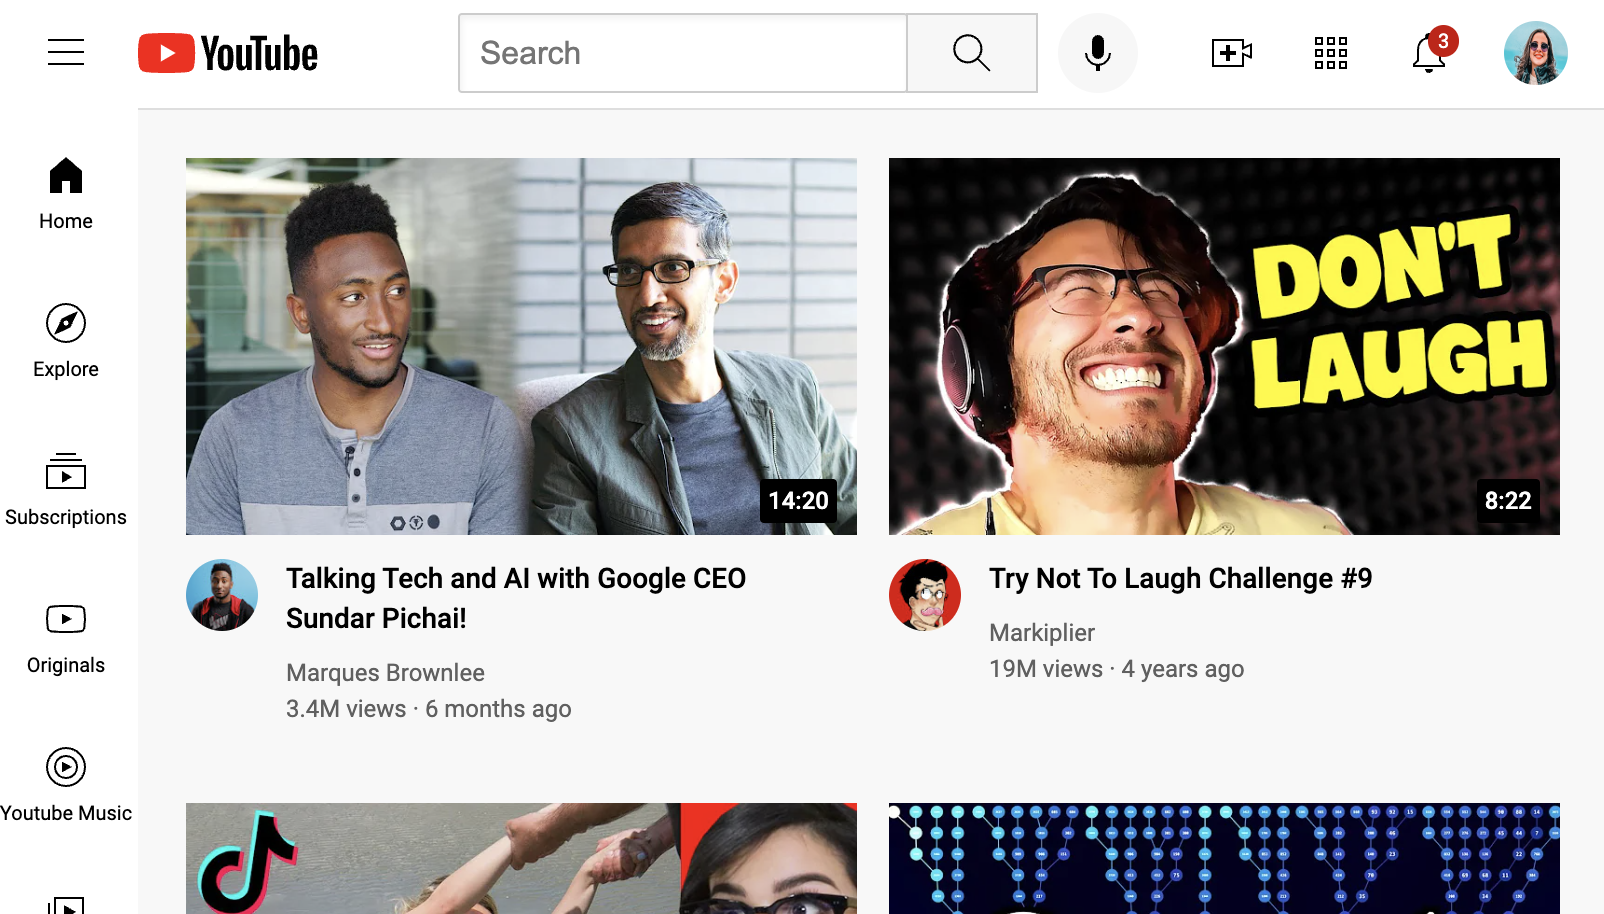 YouTube
Search
3
Home
Explore
Subscriptions
Originals
Youtube Music
14:20
DON'T
LAUGH
8:22
Talking Tech and AI with Google CEO
Sundar Pichai!
Marques Brownlee
3.4M views · 6 months ago
Try Not To Laugh Challenge #9
Markiplier
19M views · 4 years ago